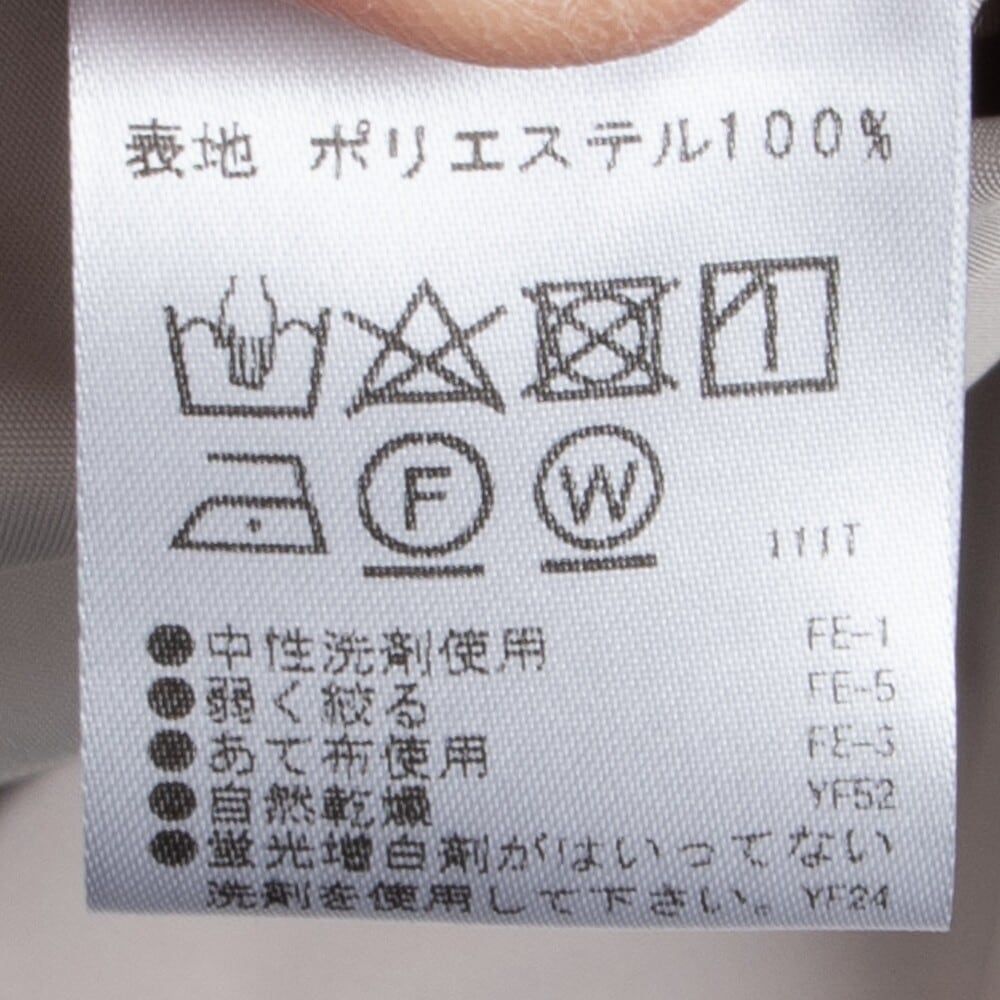 表地 ポリエステル100%
F W
111T
●中性洗剤使用 FE-1
●弱く絞る FE-5
●あて布使用 FE-3
●自然乾燥 YF52
●蛍光増白剤がはいってない
洗剤を使用して下さい。 YF24